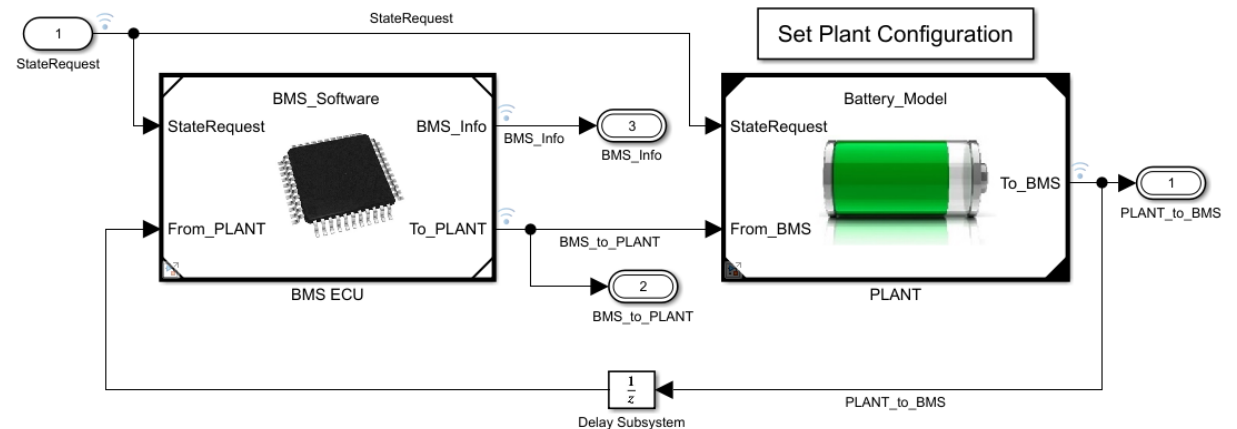 1
StateRequest
StateRequest
Set Plant Configuration
BMS_Software
StateRequest
BMS_Info
From_PLANT
To_PLANT
BMS ECU
BMS_Info
3
BMS_Info
BMS_to_PLANT
2
BMS_to_PLANT
Battery_Model
StateRequest
To_BMS
From_BMS
PLANT
1
PLANT_to_BMS
1
z
Delay Subsystem
PLANT_to_BMS